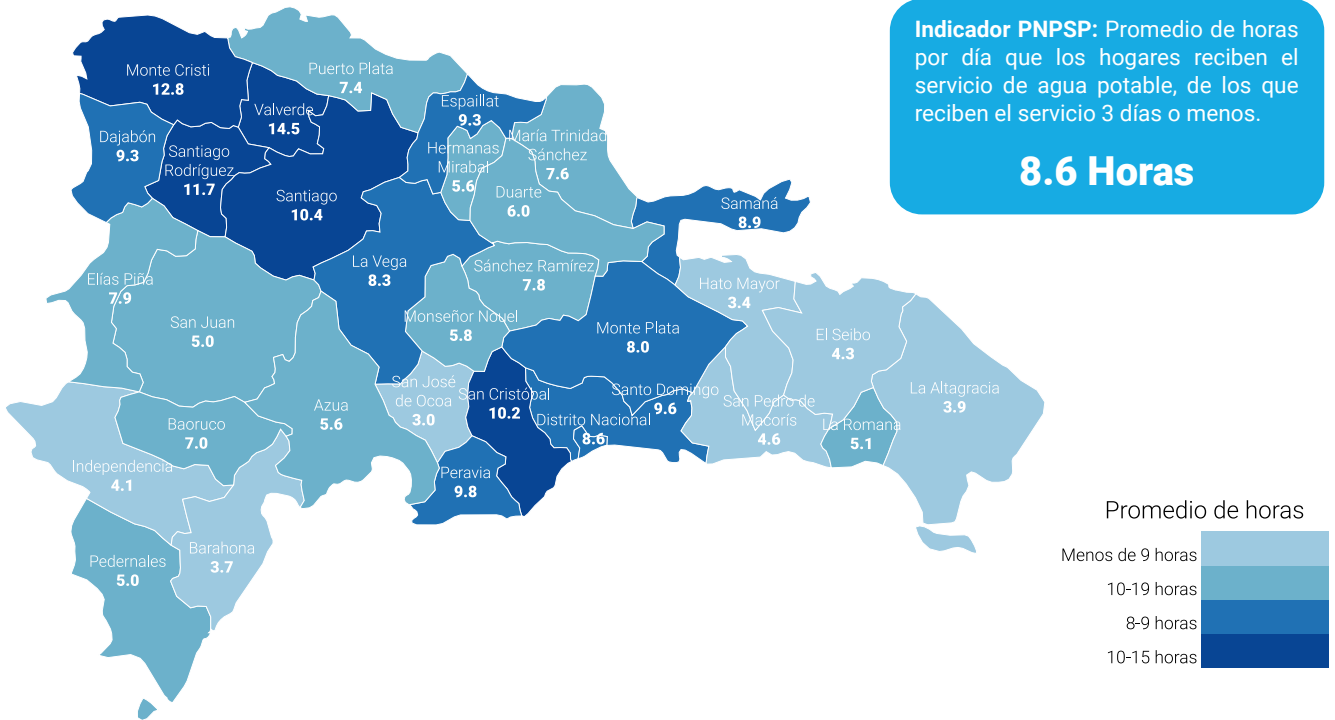 Indicador PNPSP: Promedio de horas
por día que los hogares reciben el
servicio de agua potable, de los que
reciben el servicio 3 días o menos.
8.6 Horas
Monte Cristi
12.8
Puerto Plata
7.4
Valverde
14.5
Espaillat
9.3
Dajabón
9.3
Santiago
Rodríguez
11.7
Hermanas
Mirabal
5.6
María Trinidad
Sánchez
7.6
Santiago
10.4
Duarte
6.0
Samaná
8.9
La Vega
8.3
Sánchez Ramírez
7.8
Elías Piña
7.9
Hato Mayor
3.4
San Juan
5.0
Monseñor Nouel
5.8
Monte Plata
8.0
El Seibo
4.3
San José
de Ocoa
3.0
San Cristóbal
10.2
Santo Domingo
9.6
La Altagracia
3.9
Azua
5.6
Baoruco
7.0
Distrito Nacional
8.6
San Pedro de
Macorís
4.6
La Romana
5.1
Independencia
4.1
Peravia
9.8
Barahona
3.7
Pedernales
5.0
Promedio de horas
Menos de 9 horas
10-19 horas
8-9 horas
10-15 horas